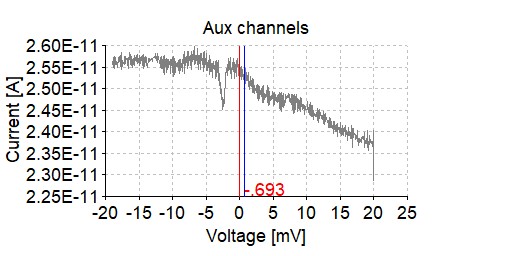 Aux channels
Current [A]
2.60E-11
2.55E-11
2.50E-11
2.45E-11
2.40E-11
2.35E-11
2.30E-11
2.25E-11
-.693
-20 -15 -10 -5 0 5 10 15 20 25
Voltage [mV]